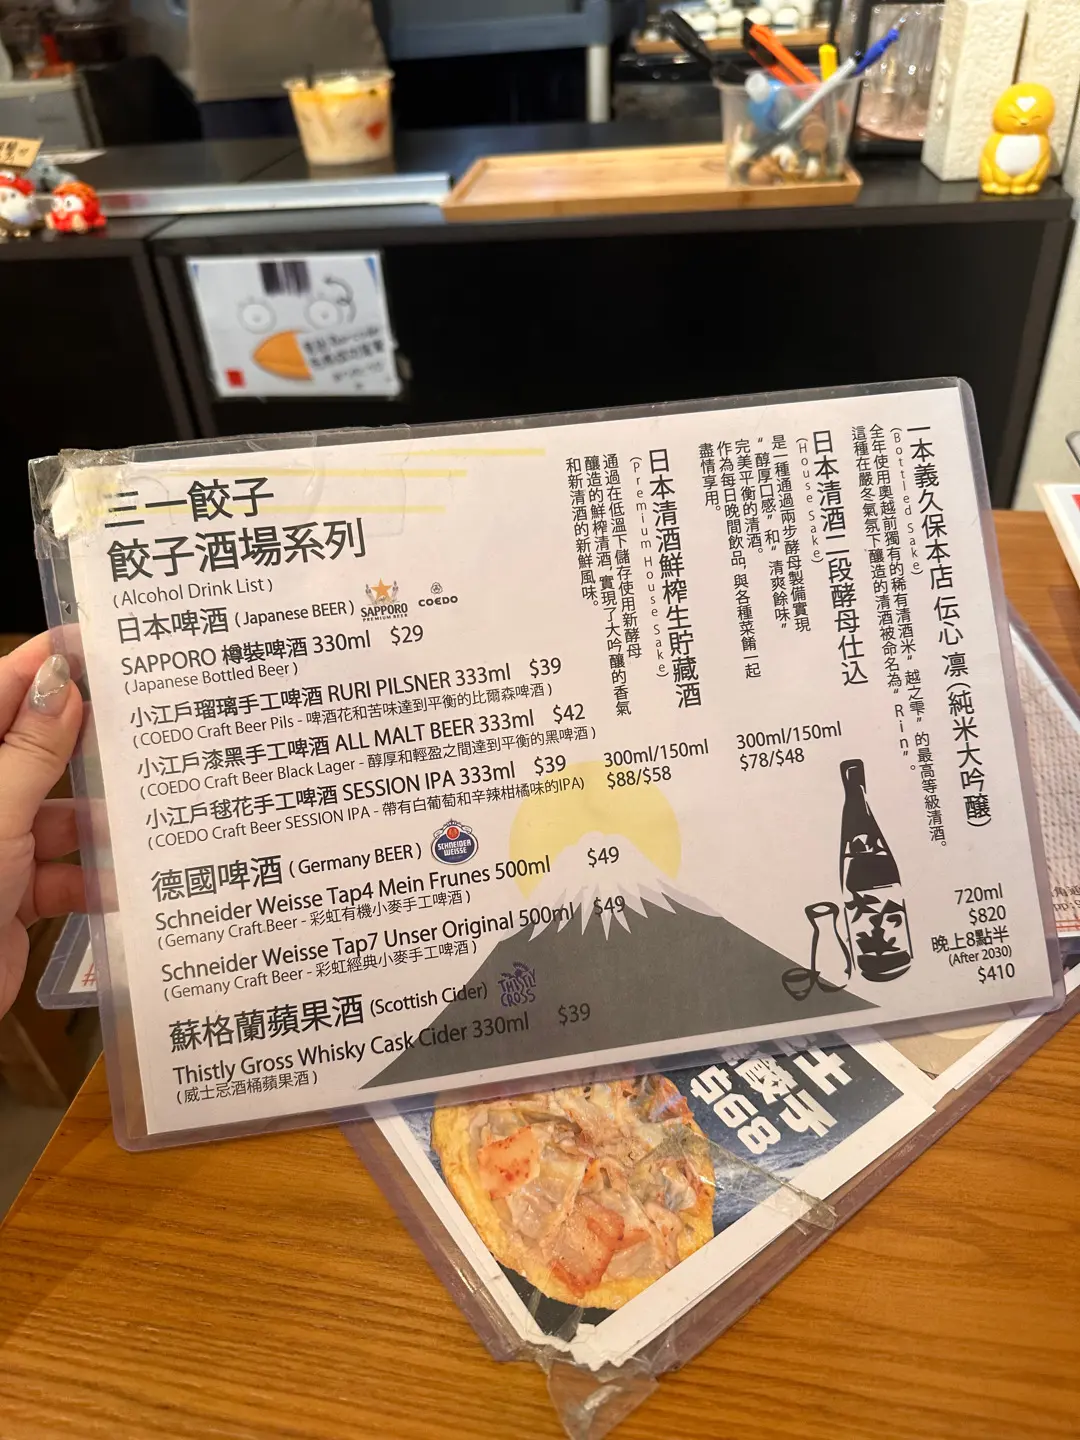 三一餃子
餃子酒場系列
(Alcohol Drink List)
日本啤酒 (Japanese BEER)
SAPPORO
PREMIUM BEER
COEDO
SAPPORO 樽裝啤酒 330ml $29
(Japanese Bottled Beer)
小江戶瑠璃手工啤酒 RURI PILSNER 333ml $39
(COEDO Craft Beer Pils - 啤酒花和苦味達到平衡的比爾森啤酒)
小江戶漆黑手工啤酒 ALL MALT BEER 333ml $42
(COEDO Craft Beer Black Lager - 醇厚和輕盈之間達到平衡的黑啤酒)
小江戶毬花手工啤酒 SESSION IPA 333ml $39
(COEDO Craft Beer SESSION IPA - 帶有白葡萄和辛辣柑橘味的IPA)
德國啤酒 (Germany BEER)
SCHNEIDER
WEISSE
Schneider Weisse Tap4 Mein Frunes 500ml $49
(Gemany Craft Beer - 彩虹有機小麥手工啤酒)
Schneider Weisse Tap7 Unser Original 500ml $49
(Gemany Craft Beer - 彩虹經典小麥手工啤酒)
蘇格蘭蘋果酒 (Scottish Cider)
THISTLY
CROSS
Thistly Gross Whisky Cask Cider 330ml $39
(威士忌酒桶蘋果酒)
一本義久保本店 伝心 凛 (純米大吟釀)
(Bottled Sake)
全年使用奧越前獨有的稀有清酒米“越之雫”的最高等級清酒。
這種在嚴冬氣氛下釀造的清酒被命名為“Rin”。
720ml
$820
晚上8點半
(After 2030)
$410
日本清酒二段酵母仕込
(House Sake)
是一種通過兩步酵母製備實現
“醇厚口感”和“清爽餘味”
完美平衡的清酒。
作為每日晚間飲品，與各種菜餚一起
盡情享用。
300ml/150ml
$78/$48
日本清酒鮮榨生貯藏酒
(Premium House Sake)
通過在低溫下儲存使用新酵母
釀造的鮮榨清酒，實現了大吟釀的香氣
和新清酒的新鮮風味。
300ml/150ml
$88/$58
士
餃子
$68